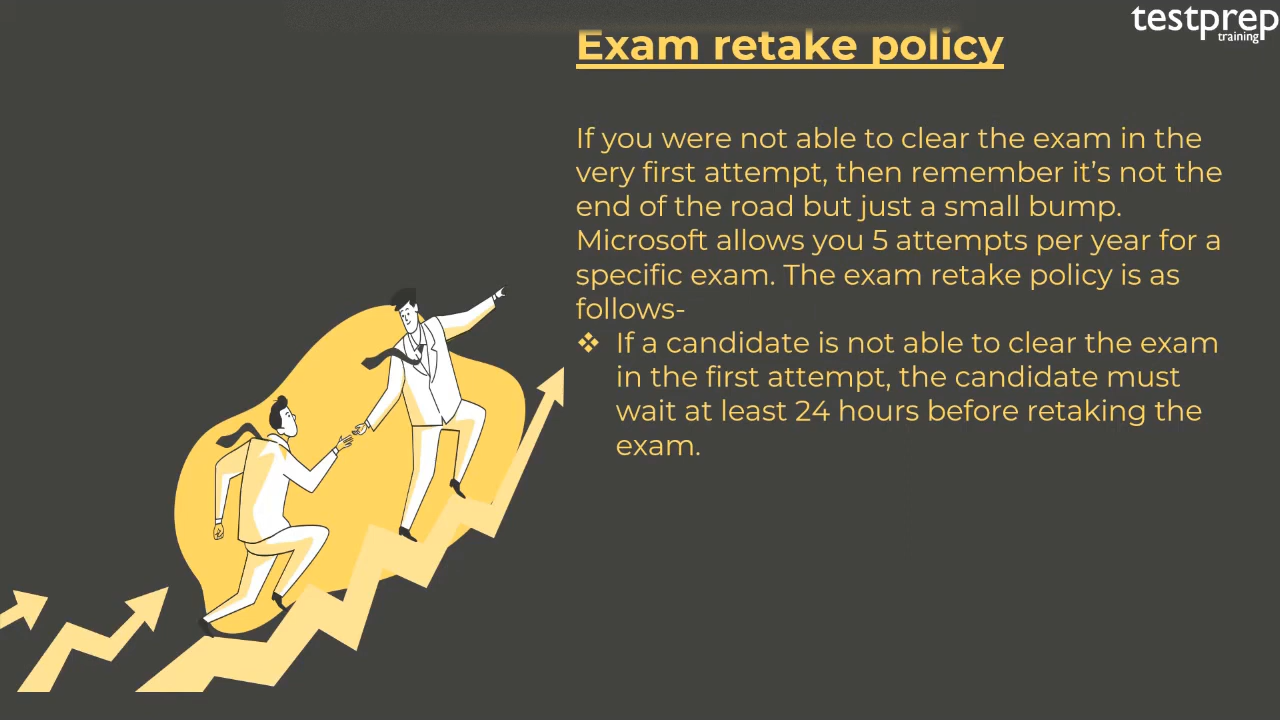 testprep
training
Exam retake policy
If you were not able to clear the exam in the
very first attempt, then remember it’s not the
end of the road but just a small bump.
Microsoft allows you 5 attempts per year for a
specific exam. The exam retake policy is as
follows-
❖ If a candidate is not able to clear the exam
in the first attempt, the candidate must
wait at least 24 hours before retaking the
exam.